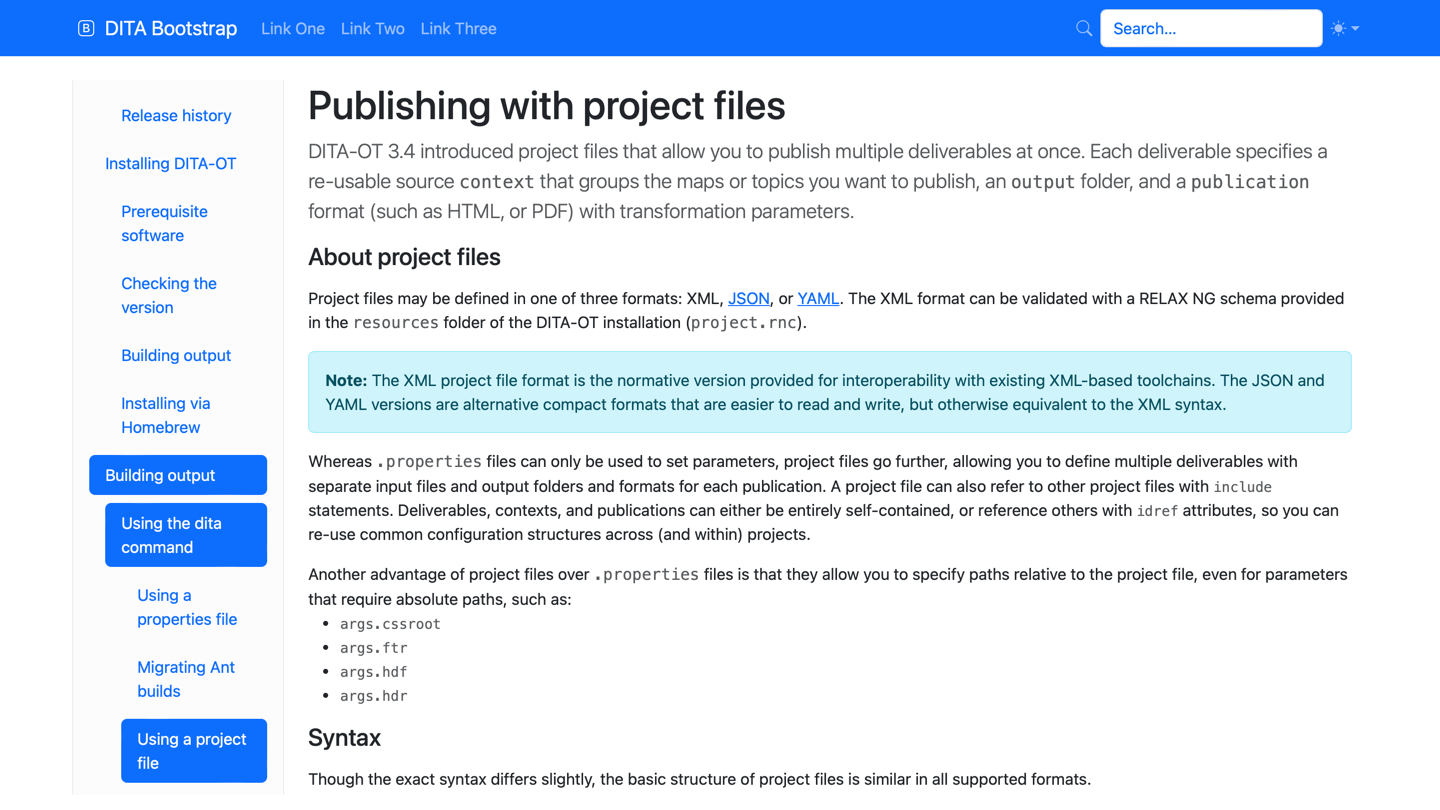 DITA Bootstrap Link One Link Two Link Three Search...
Release history
Installing DITA-OT
Prerequisite
software
Checking the
version
Building output
Installing via
Homebrew
Building output
Using the dita
command
Using a
properties file
Migrating Ant
builds
Using a project
file
Publishing with project files
DITA-OT 3.4 introduced project files that allow you to publish multiple deliverables at once. Each deliverable specifies a
re-usable source context that groups the maps or topics you want to publish, an output folder, and a publication
format (such as HTML, or PDF) with transformation parameters.
About project files
Project files may be defined in one of three formats: XML, JSON, or YAML. The XML format can be validated with a RELAX NG schema provided
in the resources folder of the DITA-OT installation (project.rnc).
Note: The XML project file format is the normative version provided for interoperability with existing XML-based toolchains. The JSON and
YAML versions are alternative compact formats that are easier to read and write, but otherwise equivalent to the XML syntax.
Whereas .properties files can only be used to set parameters, project files go further, allowing you to define multiple deliverables with
separate input files and output folders and formats for each publication. A project file can also refer to other project files with include
statements. Deliverables, contexts, and publications can either be entirely self-contained, or reference others with idref attributes, so you can
re-use common configuration structures across (and within) projects.
Another advantage of project files over .properties files is that they allow you to specify paths relative to the project file, even for parameters
that require absolute paths, such as:
• args.cssroot
• args.ftr
• args.hdf
• args.hdr
Syntax
Though the exact syntax differs slightly, the basic structure of project files is similar in all supported formats.